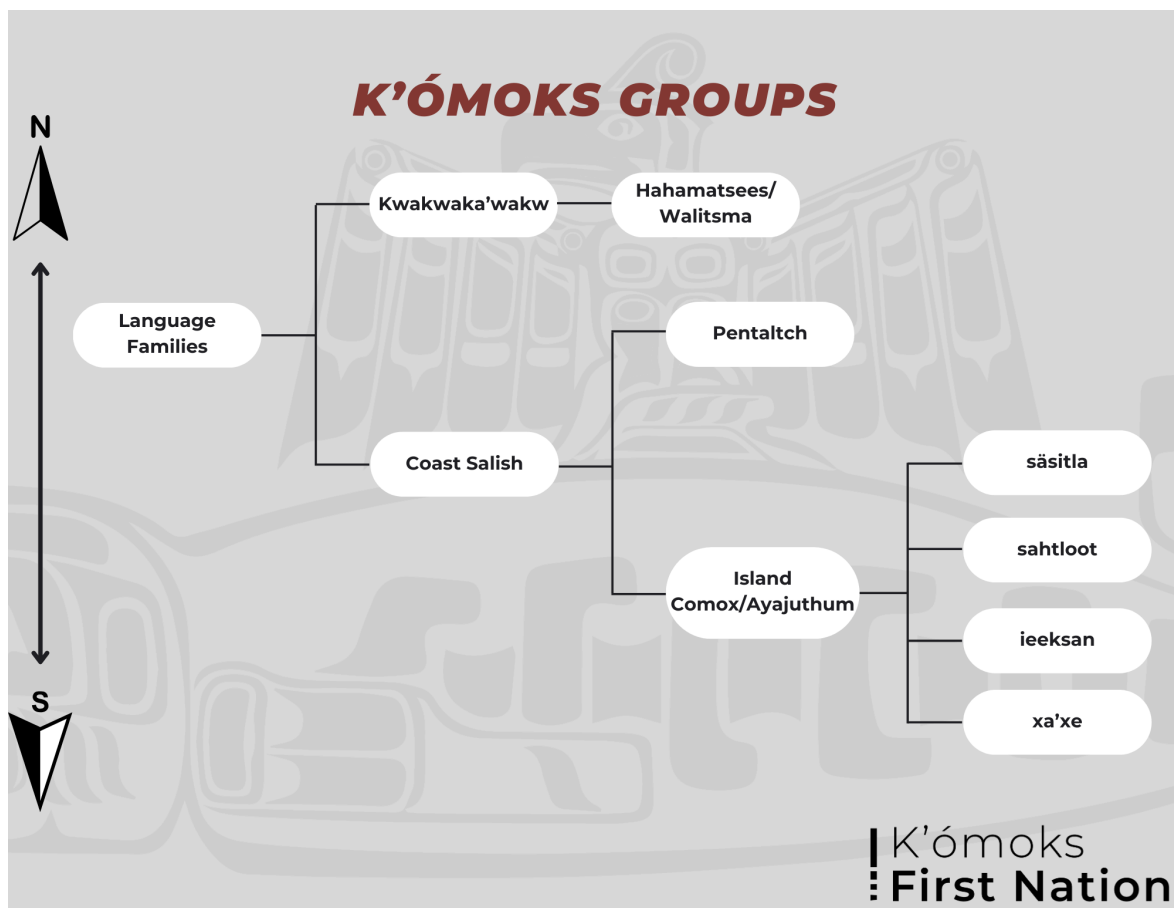 K'ÓMOKS GROUPS
N
Kwakwaka'wakw
Hahamatsees/
Walitsma
Language
Families
Pentaltch
Coast Salish
säsitla
sahtloot
Island
Comox/Ayajuthum
ieeksan
xa'xe
S
K'ómoks
First Nation